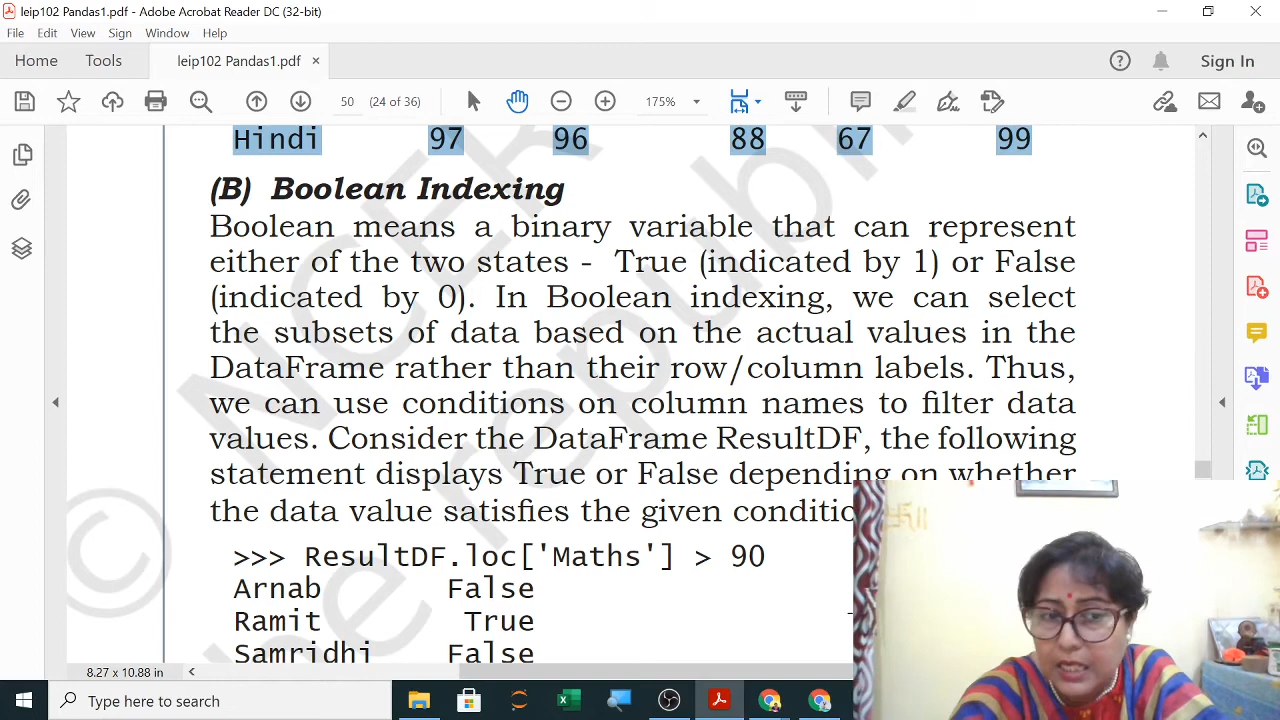 leip102 Pandas1.pdf - Adobe Acrobat Reader DC (32-bit)
File Edit View Sign Window Help
Home Tools leip102 Pandas1.pdf × Sign In
50 (24 of 36) 175%
Hindi 97 96 88 67 99
(B) Boolean Indexing
Boolean means a binary variable that can represent
either of the two states - True (indicated by 1) or False
(indicated by 0). In Boolean indexing, we can select
the subsets of data based on the actual values in the
DataFrame rather than their row/column labels. Thus,
we can use conditions on column names to filter data
values. Consider the DataFrame ResultDF, the following
statement displays True or False depending on whether
the data value satisfies the given
>>> ResultDF.loc['Maths'] > 90
Arnab False
Ramit True
Samridhi False
8.27 x 10.88 in
Type here to search